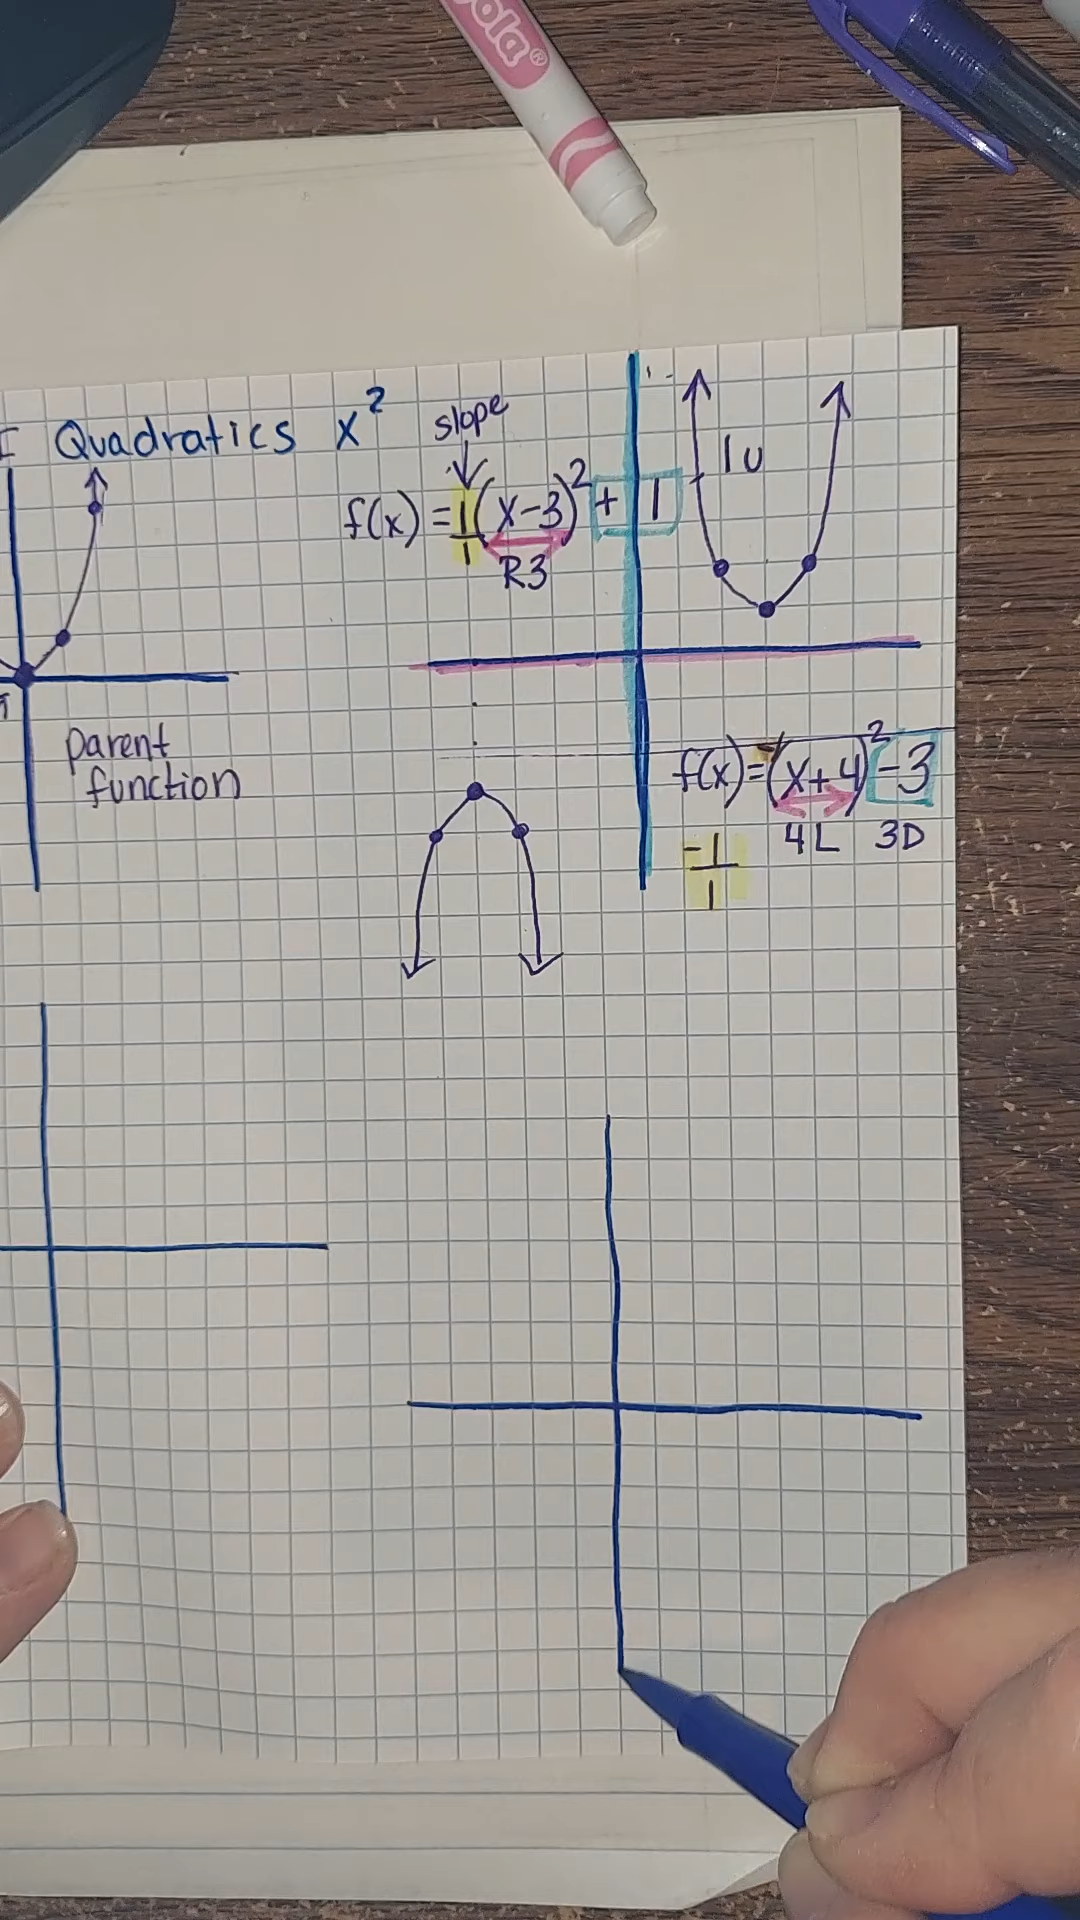 ola®
Quadratics x²
slope
f(x) = 1/1 (x-3)² + 1
R3
1U
parent
function
f(x)=-(x+4)²-3
4L 3D
-1/1